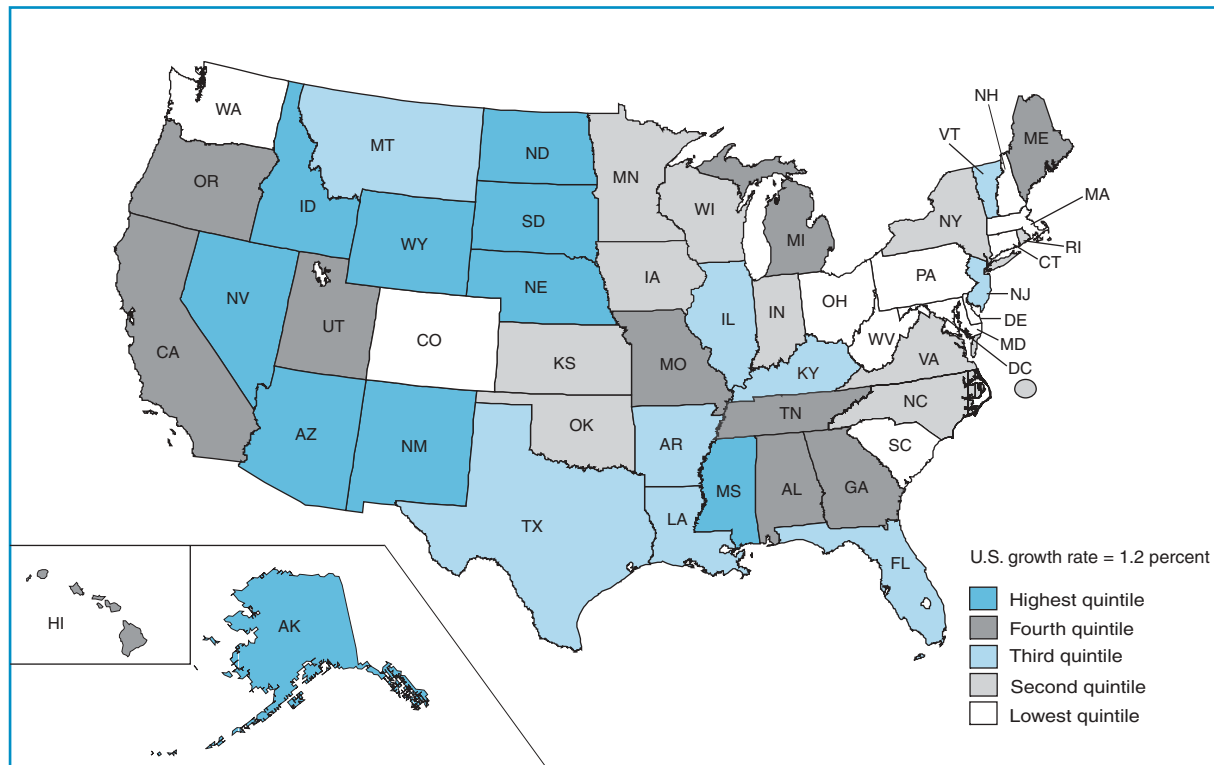 NH
WA
VT
ME
MT
ND
MN
OR
MA
ID
WI
SD
NY
WY
MI
RI
CT
PA
IA
NE
NV
OH
NJ
IL
IN
UT
DE
CO
WV
MD
CA
VA
KS
MO
DC
KY
NC
TN
OK
AZ
NM
AR
SC
MS
AL
GA
LA
TX
U.S. growth rate = 1.2 percent
FL
Highest quintile
HI
AK
Fourth quintile
Third quintile
Second quintile
Lowest quintile